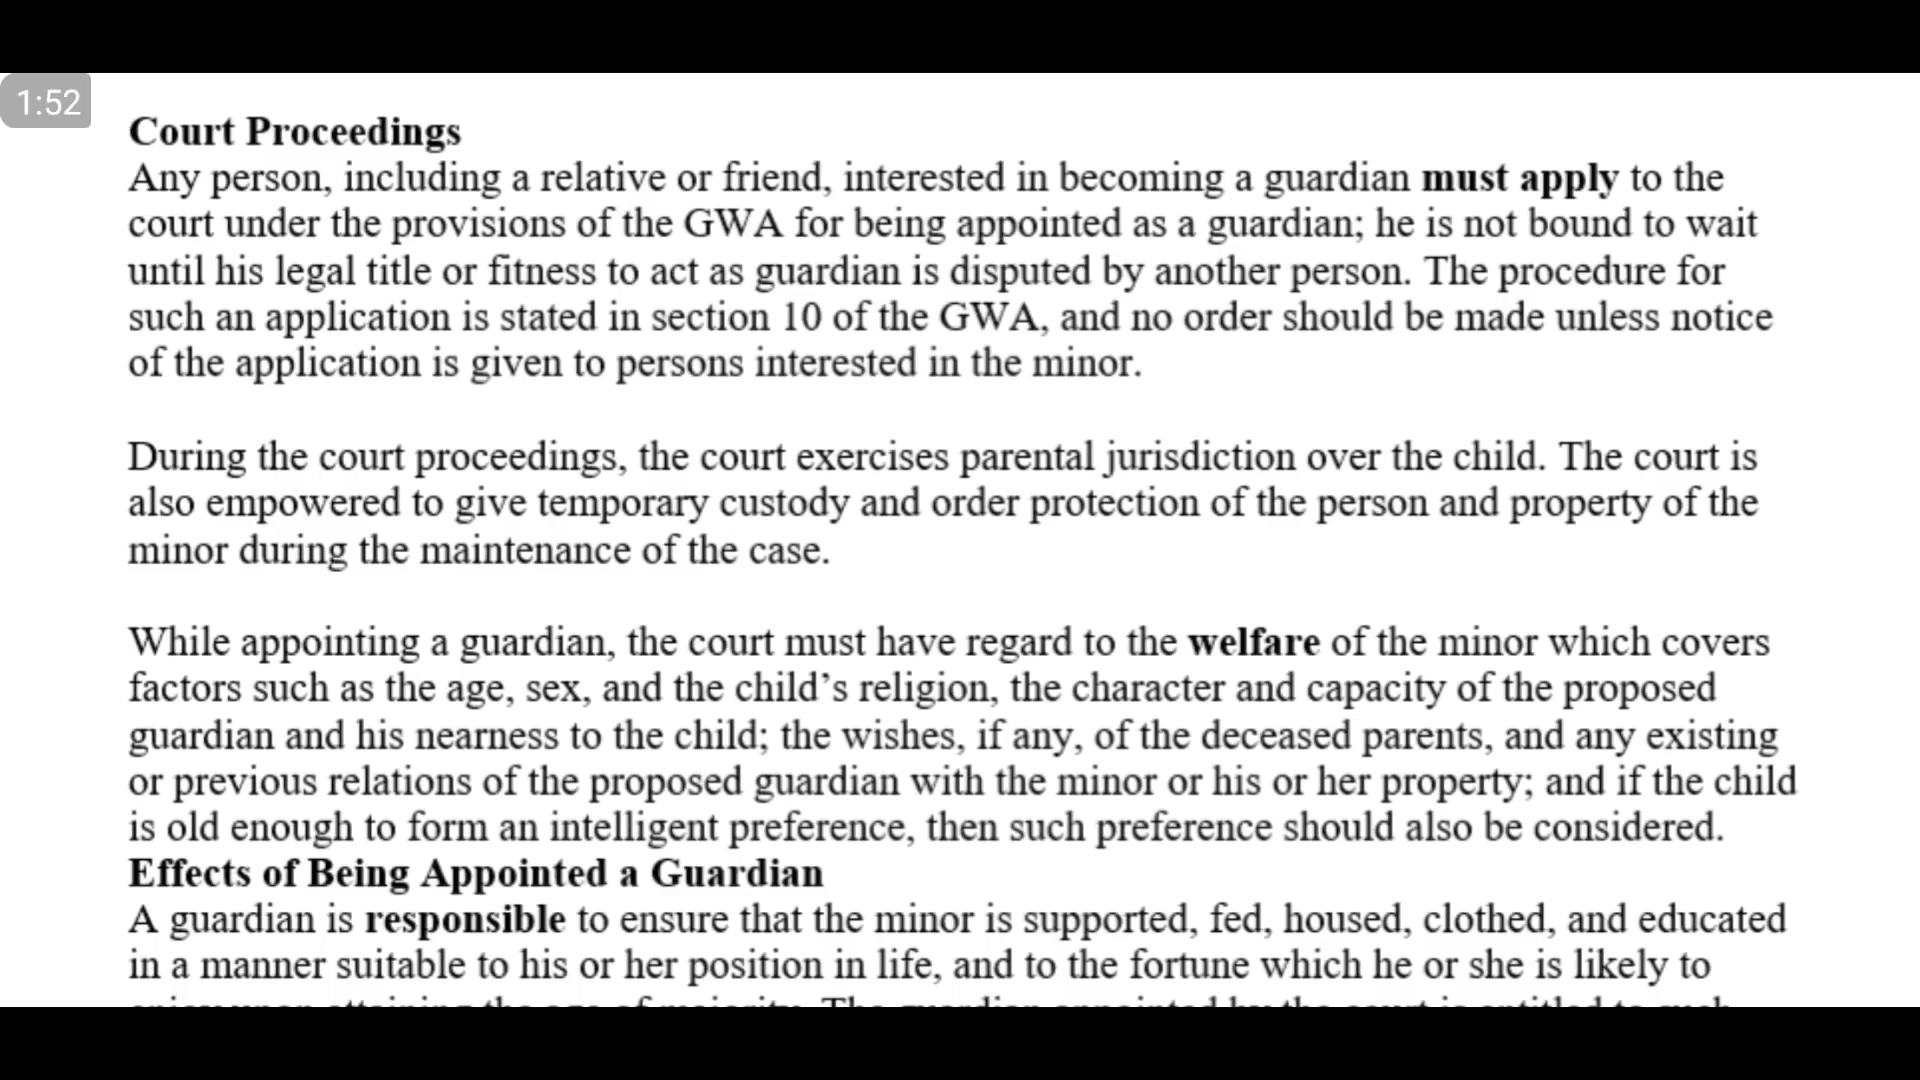 1:52
Court Proceedings
Any person, including a relative or friend, interested in becoming a guardian must apply to the
court under the provisions of the GWA for being appointed as a guardian; he is not bound to wait
until his legal title or fitness to act as guardian is disputed by another person. The procedure for
such an application is stated in section 10 of the GWA, and no order should be made unless notice
of the application is given to persons interested in the minor.
During the court proceedings, the court exercises parental jurisdiction over the child. The court is
also empowered to give temporary custody and order protection of the person and property of the
minor during the maintenance of the case.
While appointing a guardian, the court must have regard to the welfare of the minor which covers
factors such as the age, sex, and the child’s religion, the character and capacity of the proposed
guardian and his nearness to the child; the wishes, if any, of the deceased parents, and any existing
or previous relations of the proposed guardian with the minor or his or her property; and if the child
is old enough to form an intelligent preference, then such preference should also be considered.
Effects of Being Appointed a Guardian
A guardian is responsible to ensure that the minor is supported, fed, housed, clothed, and educated
in a manner suitable to his or her position in life, and to the fortune which he or she is likely to